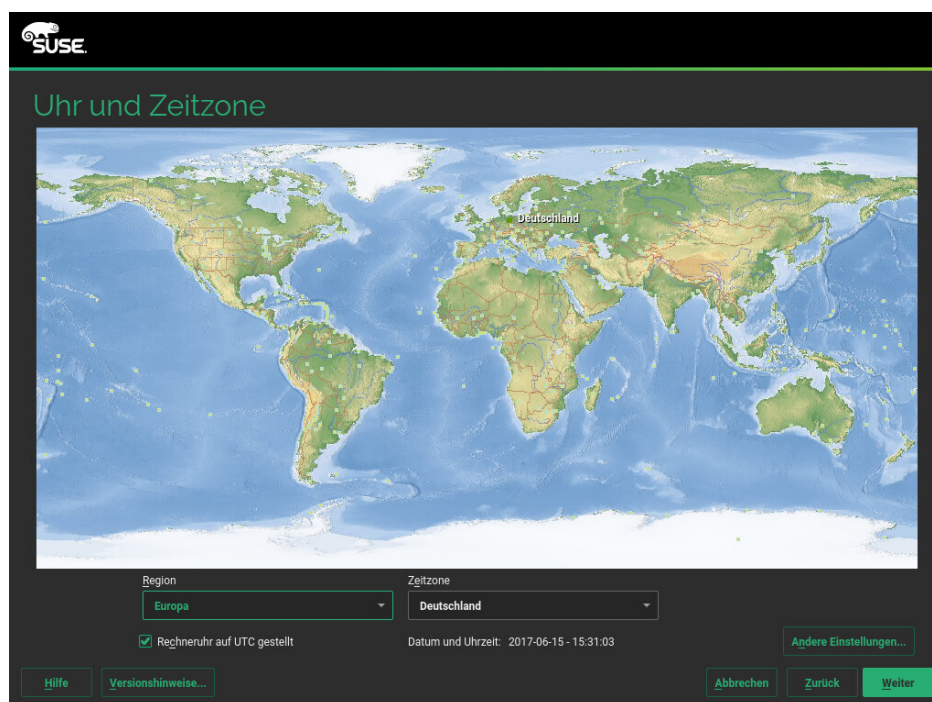 SUSE.
Uhr und Zeitzone
Deutschland
Region
Zeitzone
Europa
Deutschland
Rechneruhr auf UTC gestellt
Datum und Uhrzeit: 2017-06-15 - 15:31:03
Andere Einstellungen...
Hilfe
Versionshinweise...
Abbrechen
Zurück
Weiter